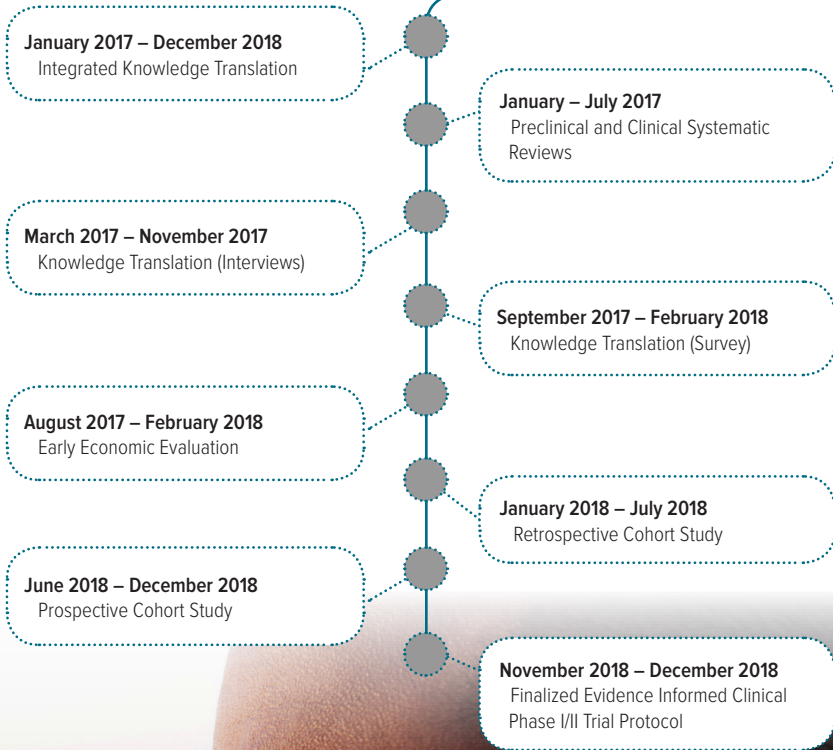 January 2017 – December 2018
Integrated Knowledge Translation
January – July 2017
Preclinical and Clinical Systematic
Reviews
March 2017 – November 2017
Knowledge Translation (Interviews)
September 2017 – February 2018
Knowledge Translation (Survey)
August 2017 – February 2018
Early Economic Evaluation
January 2018 – July 2018
Retrospective Cohort Study
June 2018 – December 2018
Prospective Cohort Study
November 2018 – December 2018
Finalized Evidence Informed Clinical
Phase I/II Trial Protocol